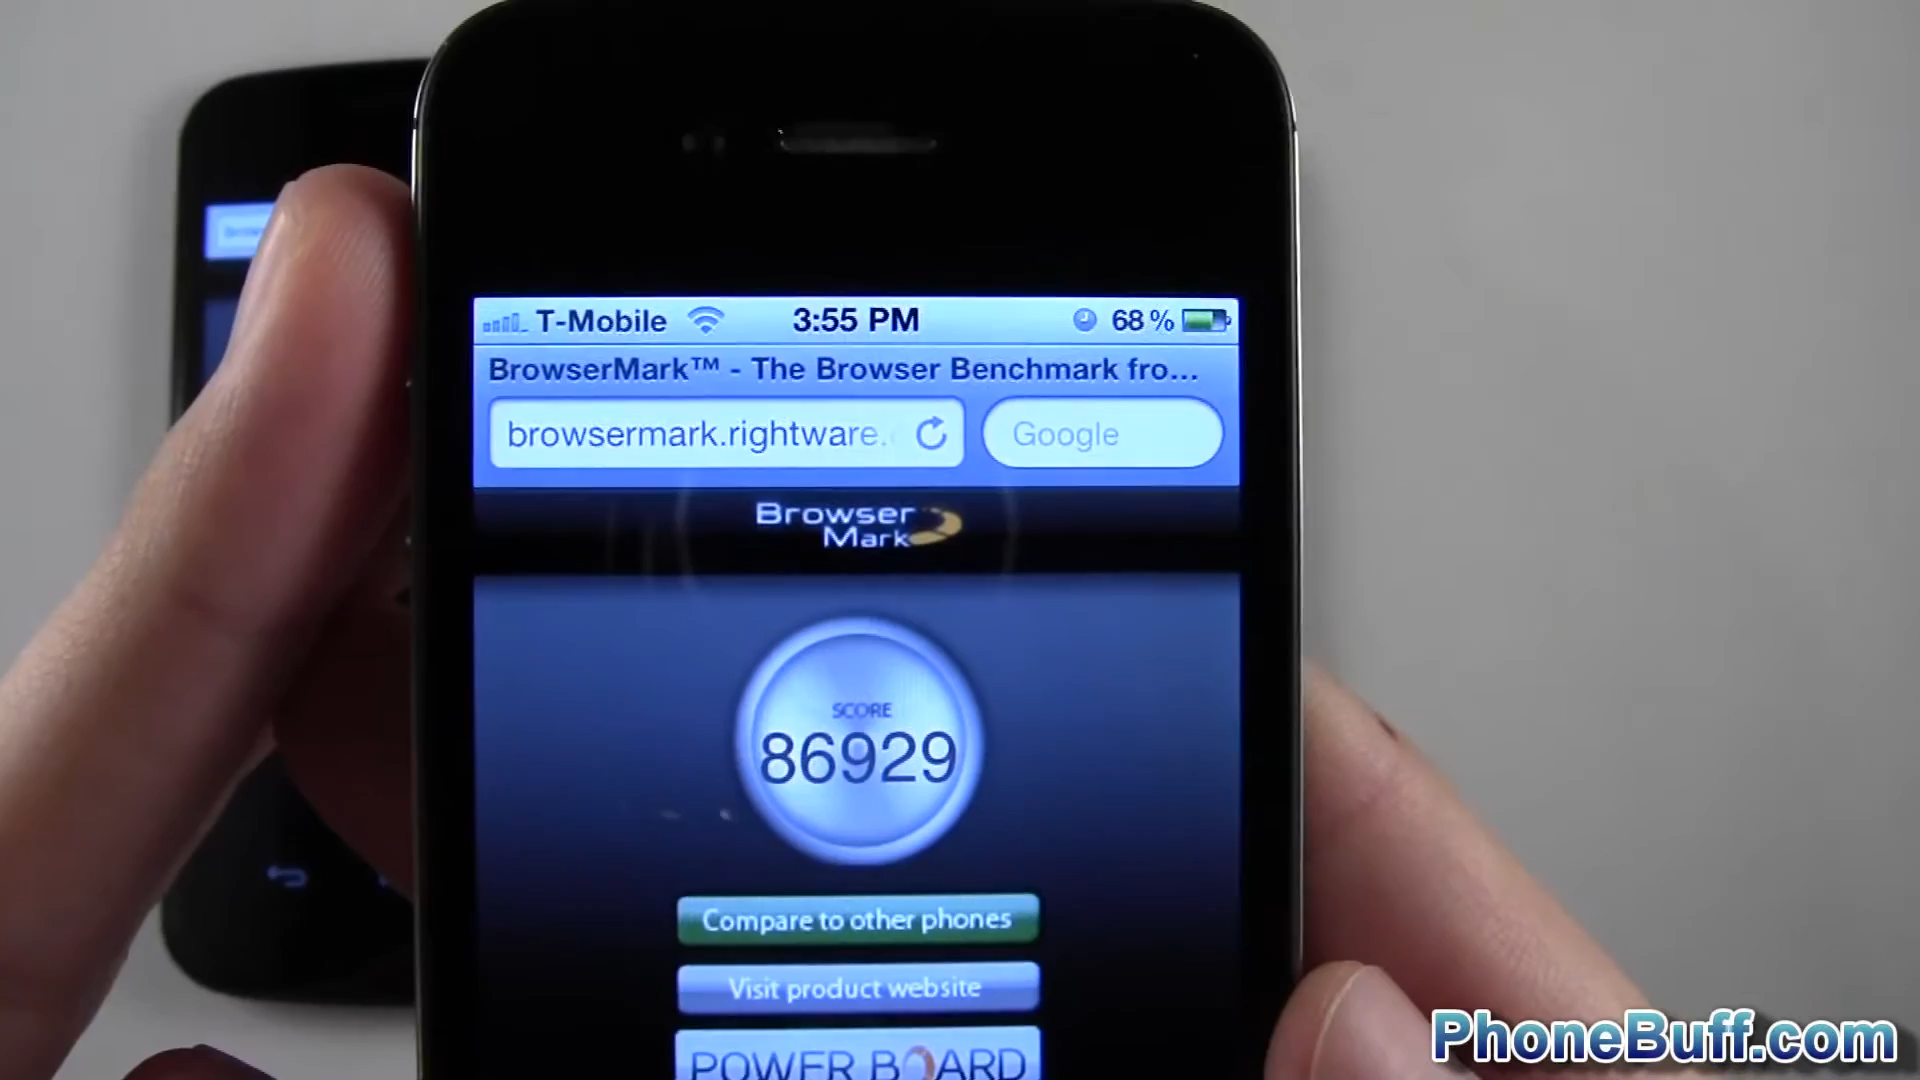 T-Mobile 3:55 PM 68%
BrowserMark™ - The Browser Benchmark fro...
browsermark.rightware. Google
Browser
Mark
SCORE
86929
Compare to other phones
Visit product website
POWER BOARD
PhoneBuff.com